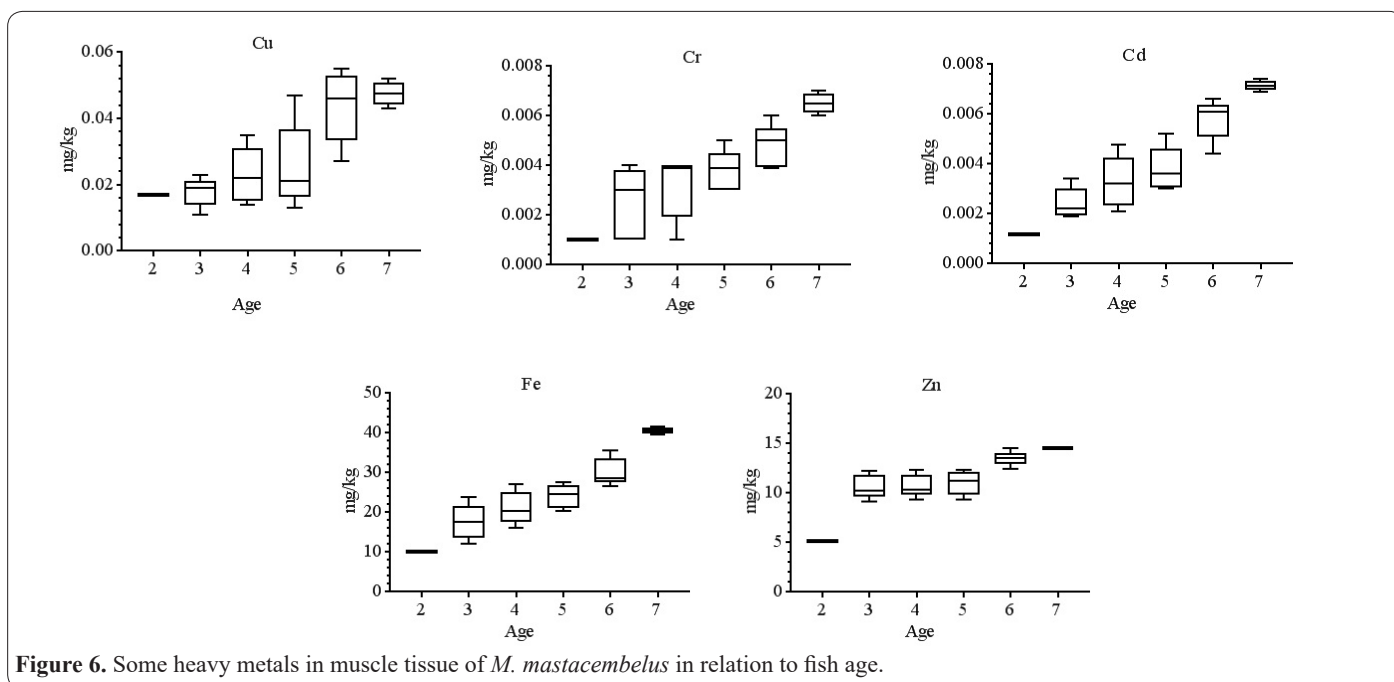 Cu
0.06
0.04
0.02
0.00
mg/kg
2 3 4 5 6 7
Age
Cr
0.008
0.006
0.004
0.002
0.000
mg/kg
2 3 4 5 6 7
Age
Cd
0.008
0.006
0.004
0.002
0.000
mg/kg
2 3 4 5 6 7
Age
Fe
50
40
30
20
10
0
mg/kg
2 3 4 5 6 7
Age
Zn
20
15
10
5
0
mg/kg
2 3 4 5 6 7
Age
Figure 6. Some heavy metals in muscle tissue of M. mastacembelus in relation to fish age.